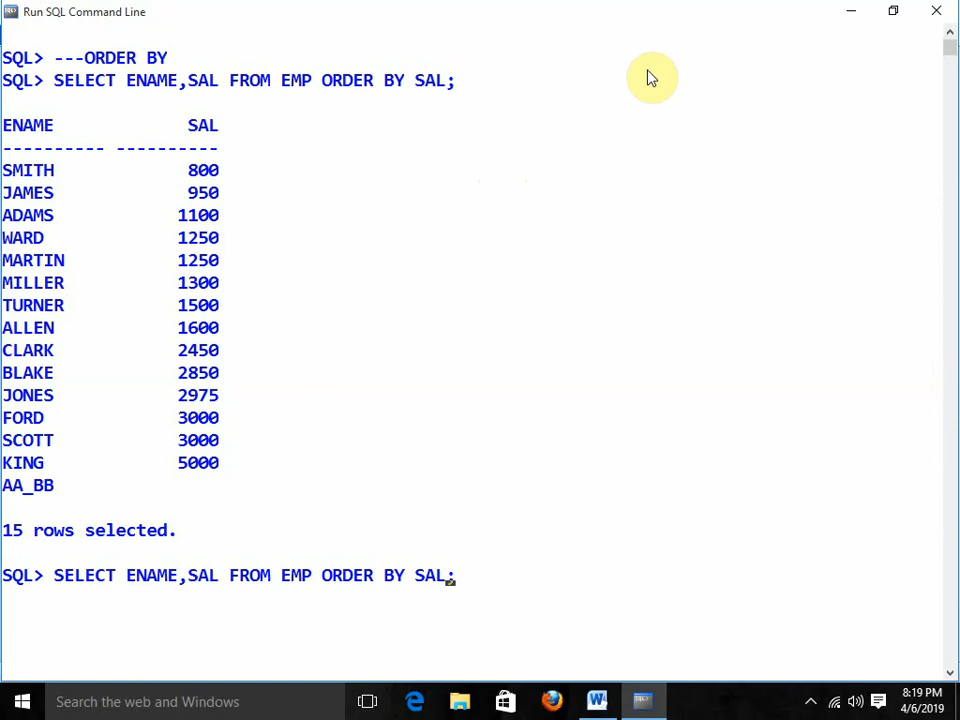 Run SQL Command Line
SQL> ---ORDER BY
SQL> SELECT ENAME,SAL FROM EMP ORDER BY SAL;
ENAME SAL
---------- ----------
SMITH 800
JAMES 950
ADAMS 1100
WARD 1250
MARTIN 1250
MILLER 1300
TURNER 1500
ALLEN 1600
CLARK 2450
BLAKE 2850
JONES 2975
FORD 3000
SCOTT 3000
KING 5000
AA_BB
15 rows selected.
SQL> SELECT ENAME,SAL FROM EMP ORDER BY SAL;
Search the web and Windows
8:19 PM
4/6/2019